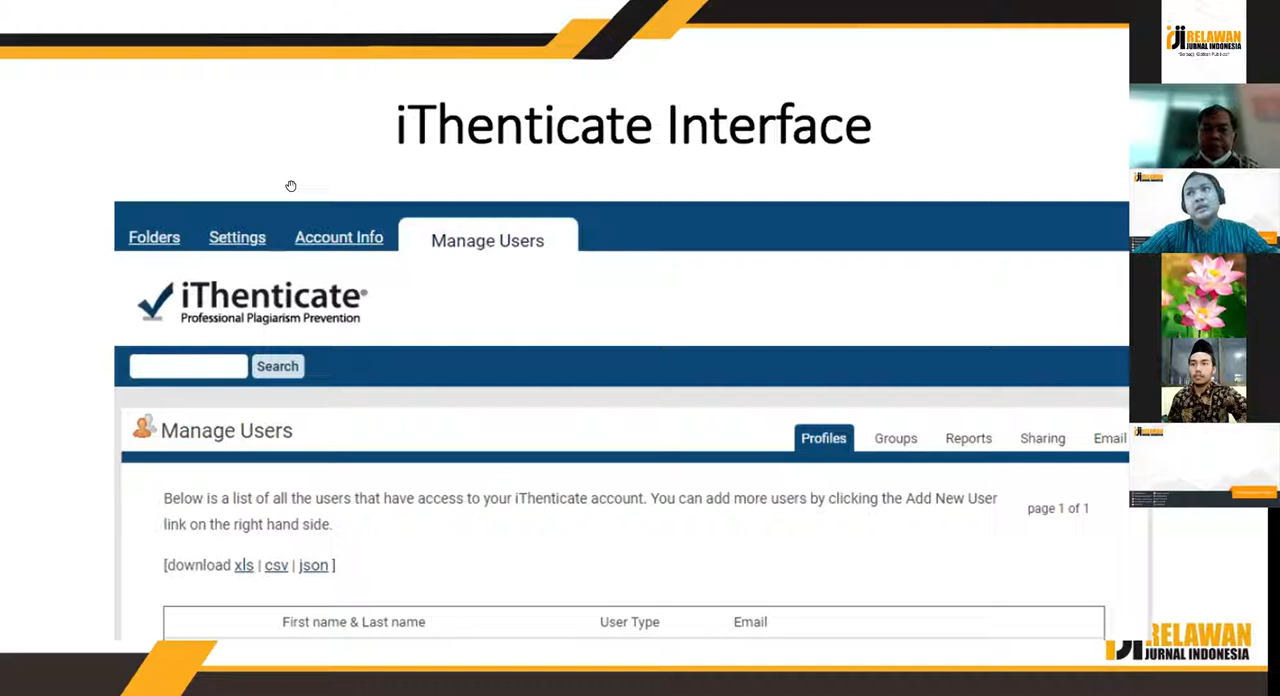 iThenticate Interface
Folders Settings Account Info Manage Users
iThenticate®
Professional Plagiarism Prevention
Search
Manage Users
Profiles Groups Reports Sharing Email
Below is a list of all the users that have access to your iThenticate account. You can add more users by clicking the Add New User
link on the right hand side.
page 1 of 1
[download xls | csv | json ]
First name & Last name User Type Email
RELAWAN
JURNAL INDONESIA
RELAWAN
JURNAL INDONESIA